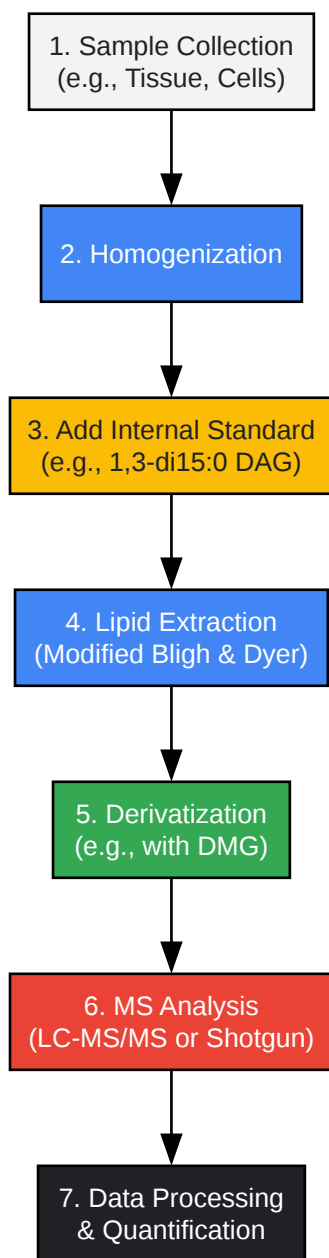 1. Sample Collection
(e.g., Tissue, Cells)
2. Homogenization
3. Add Internal Standard
(e.g., 1,3-di15:0 DAG)
4. Lipid Extraction
(Modified Bligh & Dyer)
5. Derivatization
(e.g., with DMG)
6. MS Analysis
(LC-MS/MS or Shotgun)
7. Data Processing
& Quantification